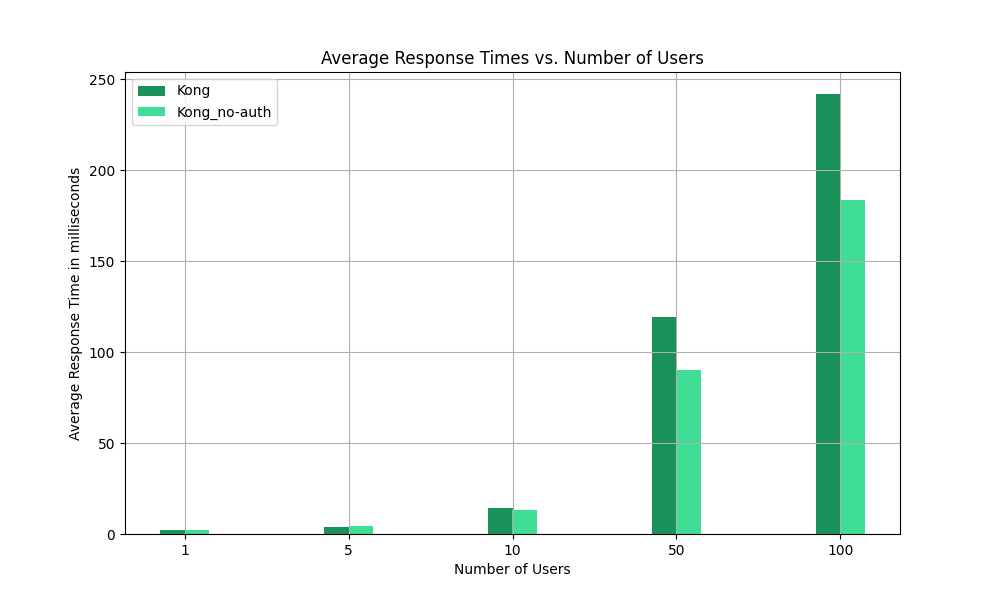 Average Response Times vs. Number of Users
Kong
Kong_no-auth
Average Response Time in milliseconds
250
200
150
100
50
0
1 5 10 50 100
Number of Users